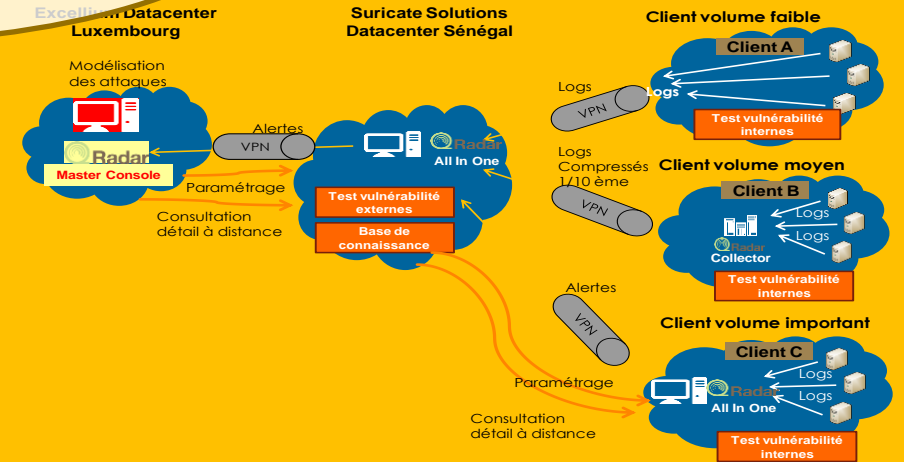 Excellium Datacenter
Luxembourg
Modélisation
des attaques
Radar
Master Console
Alertes
VPN
Paramétrage
Consultation
détail à distance
Suricate Solutions
Datacenter Sénégal
Radar
All In One
Test vulnérabilité
externes
Base de
connaissance
Logs
VPN
Logs
Compressés
1/10 ème
VPN
Alertes
VPN
Paramétrage
Consultation
détail à distance
Client volume faible
Client A
Logs
Test vulnérabilité
internes
Client volume moyen
Client B
Logs
Logs
Logs
Radar
Collector
Test vulnérabilité
internes
Client volume important
Client C
Logs
Radar
Logs
All In One
Test vulnérabilité
internes